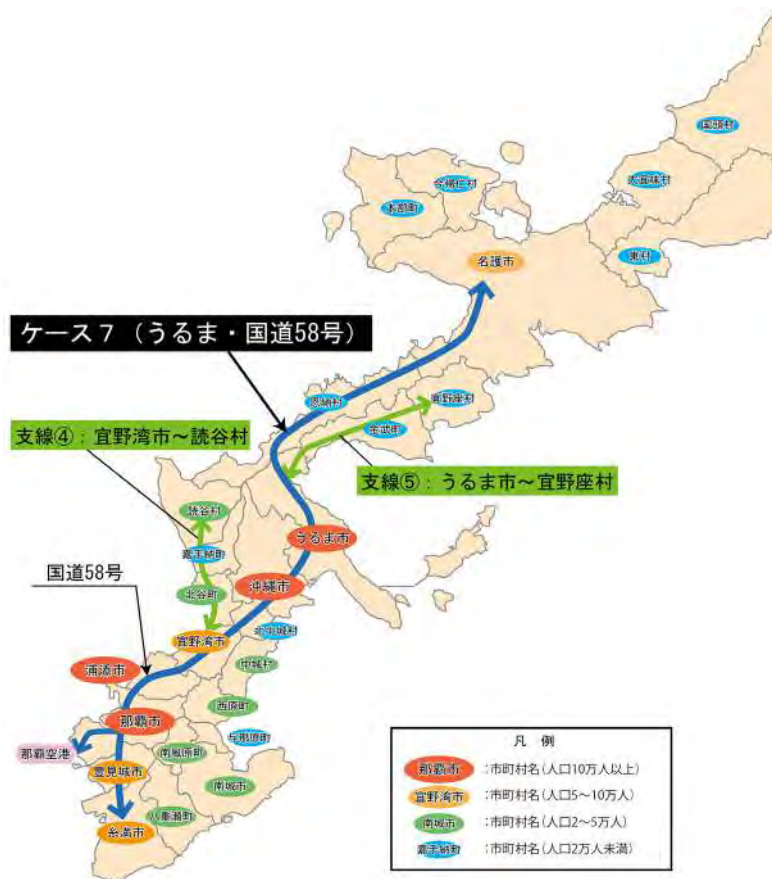 国頭村
大宜味村
今帰仁村
本部町
東村
名護市
ケース7（うるま・国道58号）
恩納村
宜野座村
金武町
支線④：宜野湾市～読谷村
支線⑤：うるま市～宜野座村
読谷村
うるま市
嘉手納町
国道58号
沖縄市
北谷町
北中城村
宜野湾市
中城村
浦添市
西原町
那覇市
与那原町
那覇空港
南風原町
豊見城市
南城市
八重瀬町
糸満市
凡 例
那覇市 ：市町村名（人口10万人以上）
宜野湾市 ：市町村名（人口5～10万人）
南城市 ：市町村名（人口2～5万人）
嘉手納町 ：市町村名（人口2万人未満）